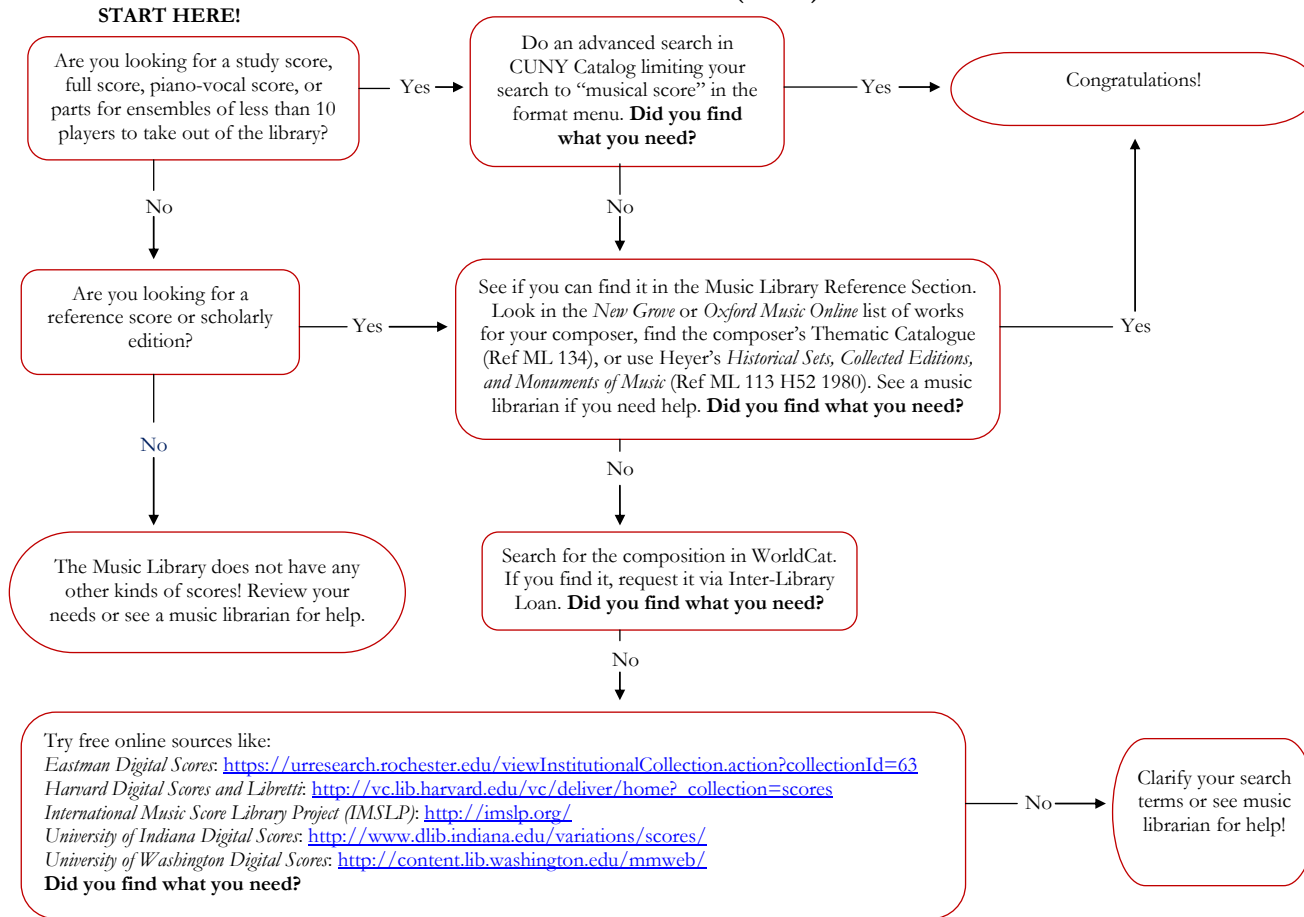 START HERE!
Are you looking for a study score,
full score, piano-vocal score, or
parts for ensembles of less than 10
players to take out of the library?
Yes
Do an advanced search in
CUNY Catalog limiting your
search to “musical score” in the
format menu. Did you find
what you need?
Yes
Congratulations!
No
No
Are you looking for a
reference score or scholarly
edition?
Yes
See if you can find it in the Music Library Reference Section.
Look in the New Grove or Oxford Music Online list of works
for your composer, find the composer’s Thematic Catalogue
(Ref ML 134), or use Heyer’s Historical Sets, Collected Editions,
and Monuments of Music (Ref ML 113 H52 1980). See a music
librarian if you need help. Did you find what you need?
Yes
No
No
The Music Library does not have any
other kinds of scores! Review your
needs or see a music librarian for help.
Search for the composition in WorldCat.
If you find it, request it via Inter-Library
Loan. Did you find what you need?
No
Try free online sources like:
Eastman Digital Scores: https://urresearch.rochester.edu/viewInstitutionalCollection.action?collectionId=63
Harvard Digital Scores and Libretti: http://vc.lib.harvard.edu/vc/deliver/home?_collection=scores
International Music Score Library Project (IMSLP): http://imslp.org/
University of Indiana Digital Scores: http://www.dlib.indiana.edu/variations/scores/
University of Washington Digital Scores: http://content.lib.washington.edu/mmweb/
Did you find what you need?
No
Clarify your search
terms or see music
librarian for help!